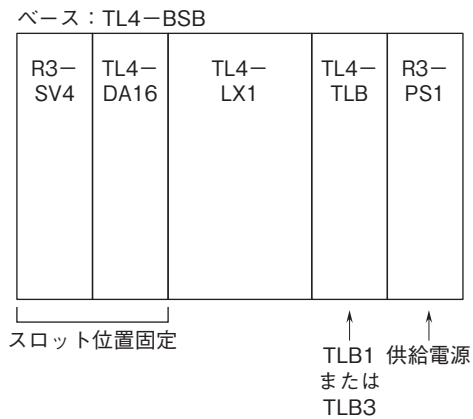 ベース：TL4－BSB
R3－
SV4
TL4－
DA16
TL4－
LX1
TL4－
TLB
R3－
PS1
スロット位置固定
TLB1
または
TLB3
供給電源